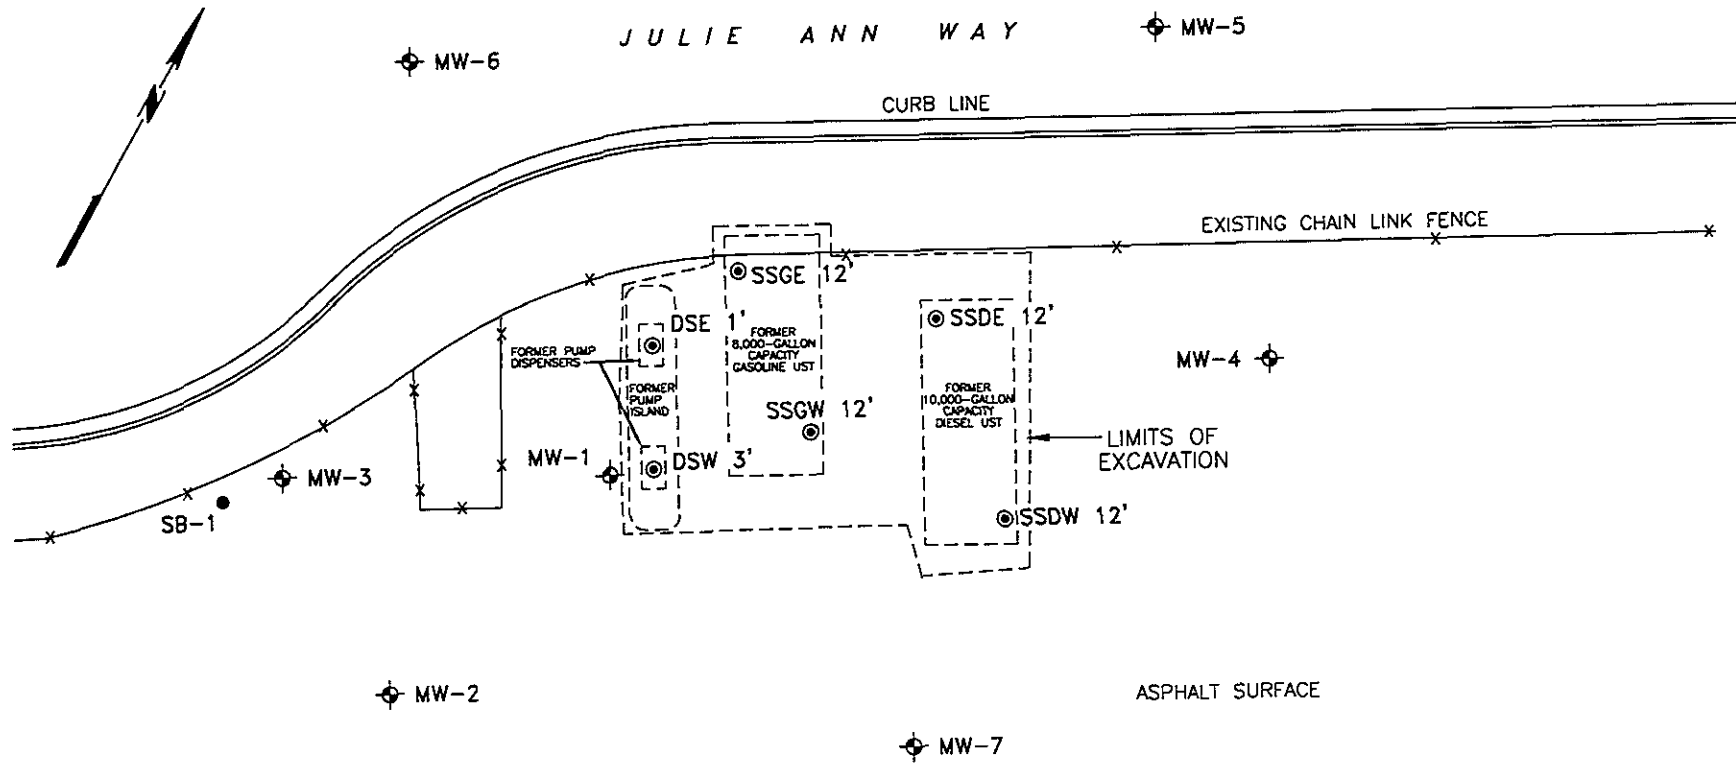 JULIE ANN WAY
MW-5
MW-6
N
CURB LINE
EXISTING CHAIN LINK FENCE
SSGE 12'
DSE 1'
SSDE 12'
FORMER PUMP
DISPENSERS
FORMER
8,000-GALLON
CAPACITY
GASOLINE UST
MW-4
FORMER
PUMP
ISLAND
FORMER
10,000-GALLON
CAPACITY
DIESEL UST
SSGW 12'
LIMITS OF
EXCAVATION
MW-1
DSW 3'
MW-3
SB-1
SSDW 12'
MW-2
ASPHALT SURFACE
MW-7